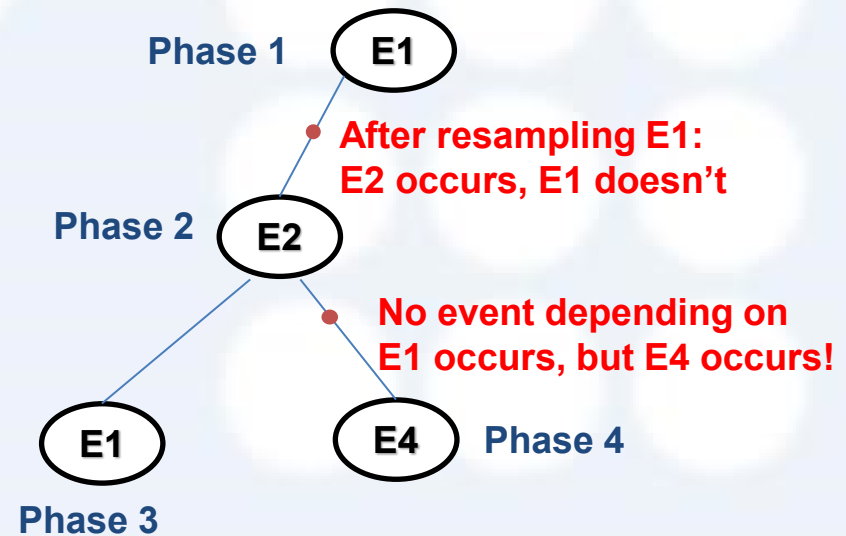 Phase 1
E1
After resampling E1:
E2 occurs, E1 doesn’t
Phase 2
E2
No event depending on
E1 occurs, but E4 occurs!
E1
E4
Phase 4
Phase 3